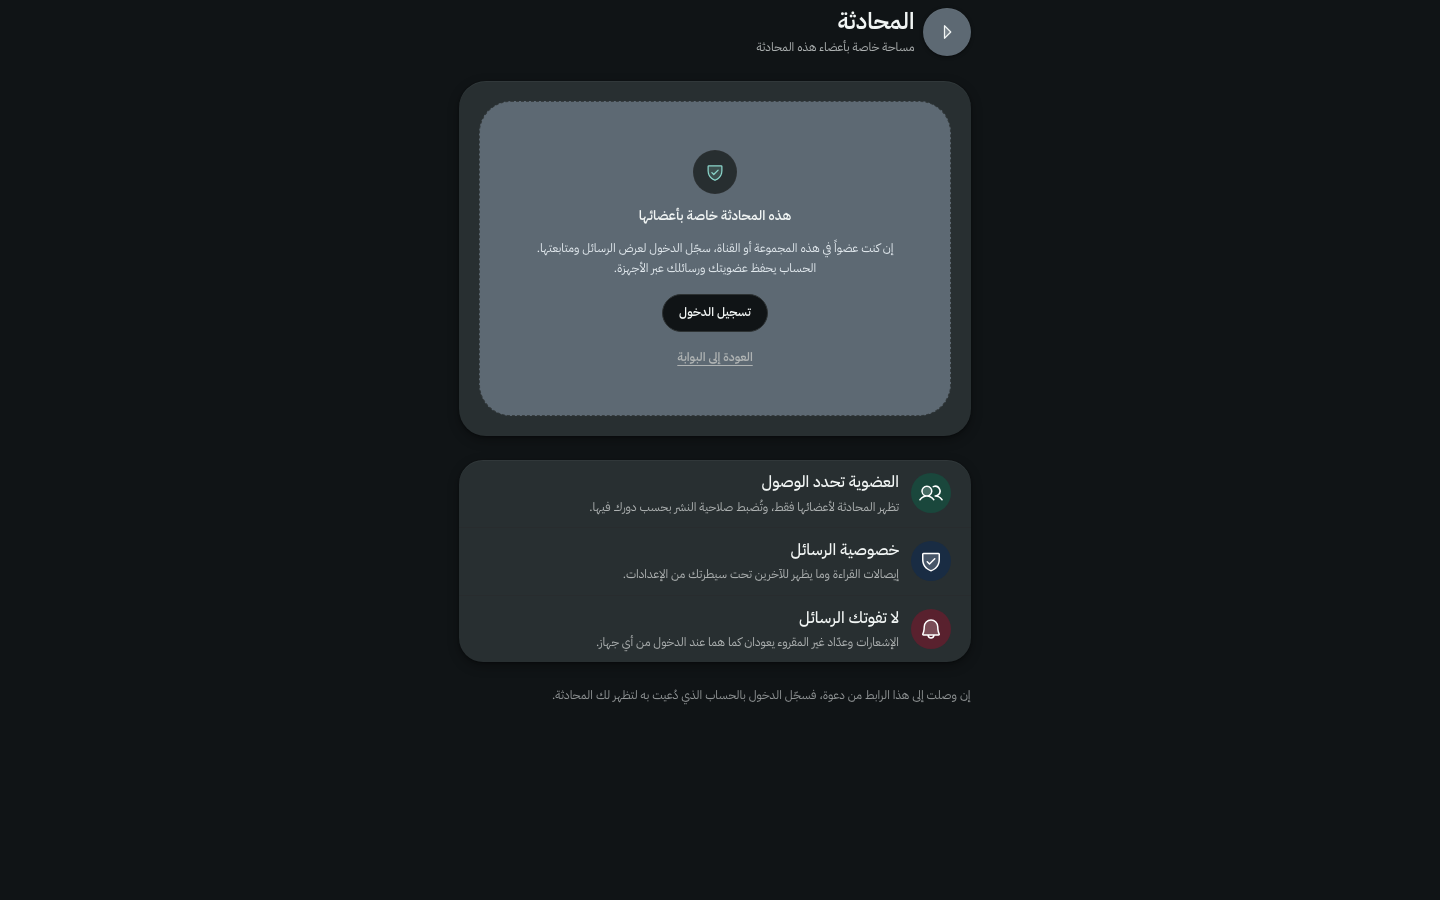 المحادثة
مساحة خاصة بأعضاء هذه المحادثة
هذه المحادثة خاصة بأعضائها
إن كنت عضواً في هذه المجموعة أو القناة، سجّل الدخول لعرض الرسائل ومتابعتها.
الحساب يحفظ عضويتك ورسائلك عبر الأجهزة.
تسجيل الدخول
العودة إلى البوابة
العضوية تحدد الوصول
تظهر المحادثة لأعضائها فقط، وتُضبط صلاحية النشر بحسب دورك فيها.
خصوصية الرسائل
إيصالات القراءة وما يظهر للآخرين تحت سيطرتك من الإعدادات.
لا تفوتك الرسائل
الإشعارات وعدّاد غير المقروء يعودان كما هما عند الدخول من أي جهاز.
إن وصلت إلى هذا الرابط من دعوة، فسجّل الدخول بالحساب الذي دُعيت به لتظهر لك المحادثة.